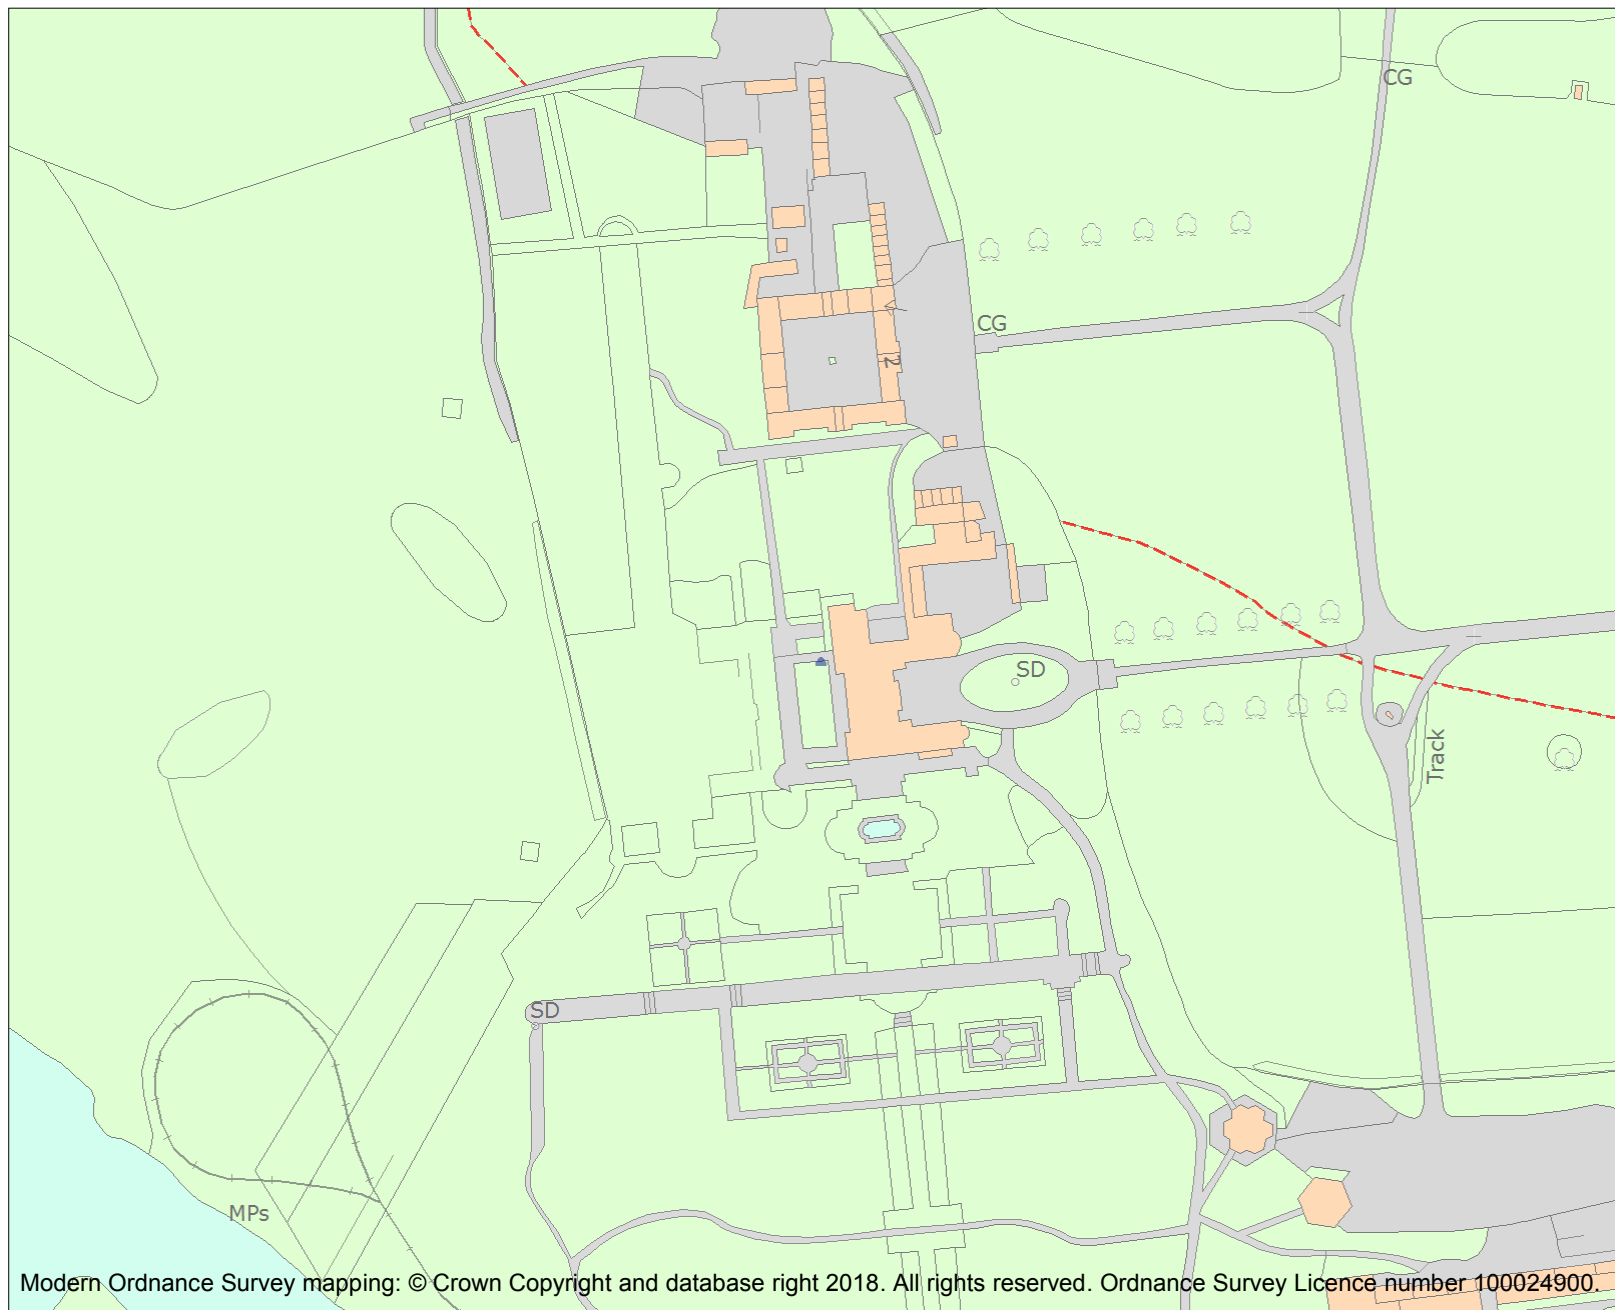 CG
CG
2
SD
Track
SD
MPs
Modern Ordnance Survey mapping: © Crown Copyright and database right 2018. All rights reserved. Ordnance Survey Licence number 100024900.